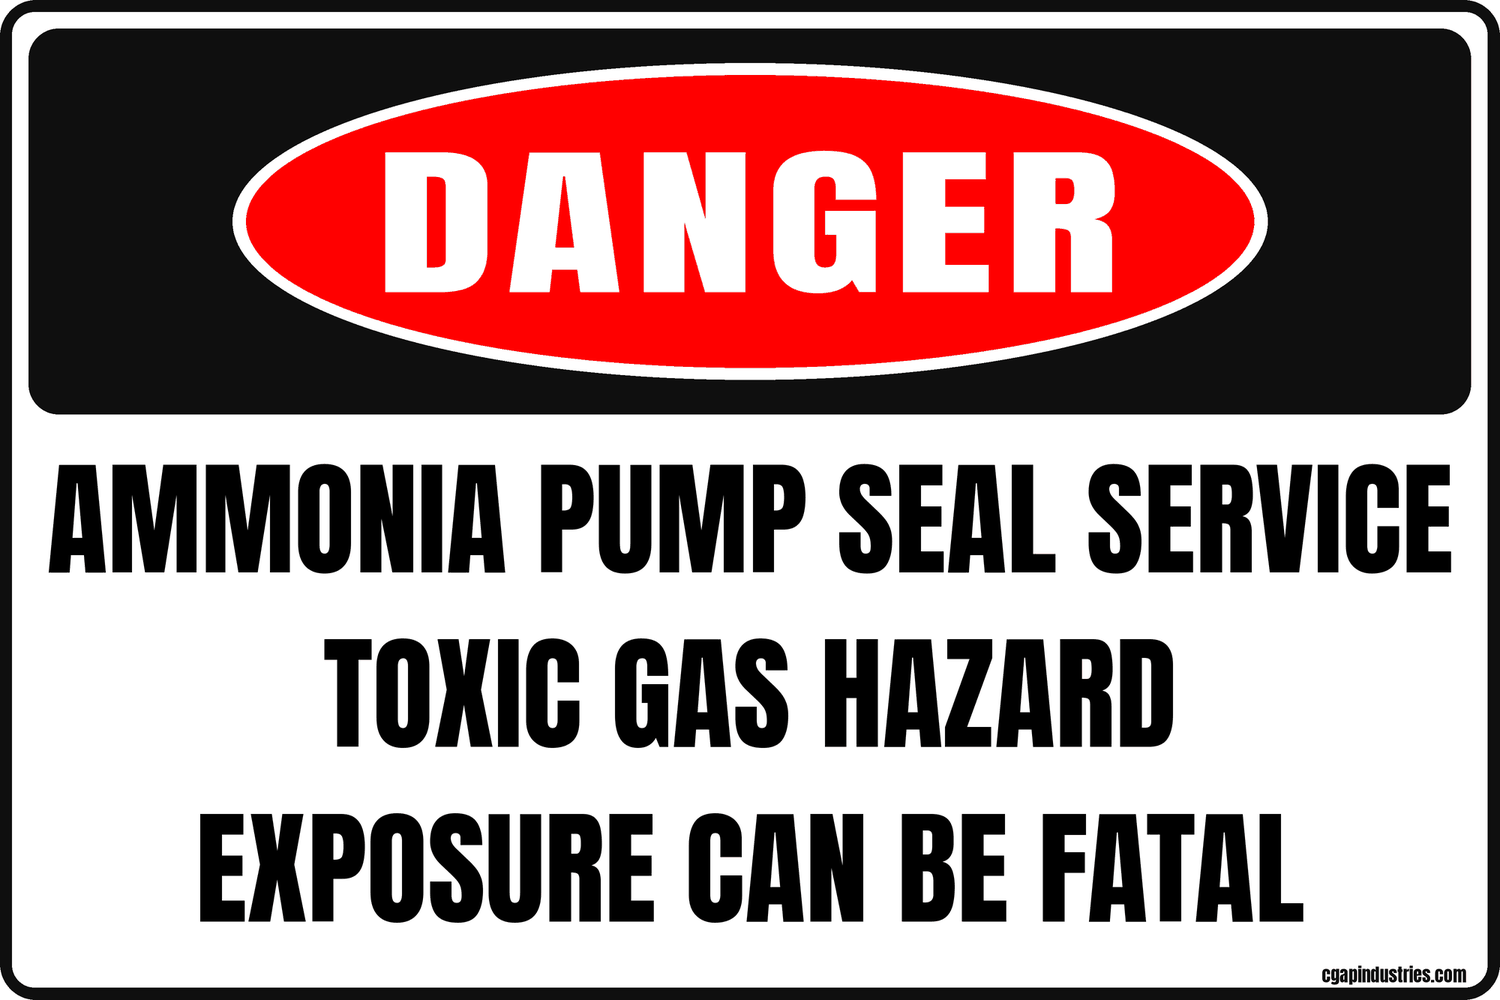 DANGER
AMMONIA PUMP SEAL SERVICE
TOXIC GAS HAZARD
EXPOSURE CAN BE FATAL
cgapindustries.com